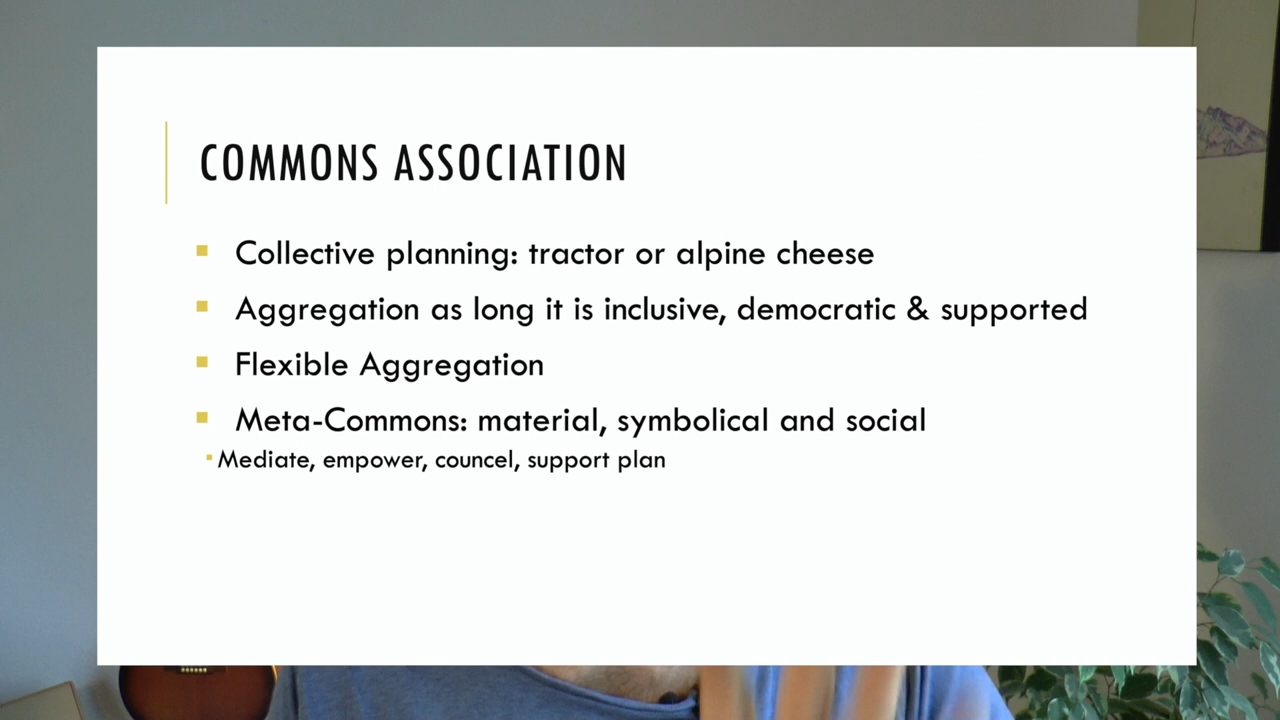 COMMONS ASSOCIATION
Collective planning: tractor or alpine cheese
Aggregation as long it is inclusive, democratic & supported
Flexible Aggregation
Meta-Commons: material, symbolical and social
Mediate, empower, councel, support plan